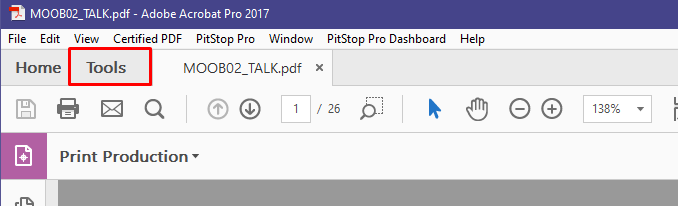 MOOB02_TALK.pdf - Adobe Acrobat Pro 2017
File Edit View Certified PDF PitStop Pro Window PitStop Pro Dashboard Help
Home Tools MOOB02_TALK.pdf ×
1 / 26 138%
Print Production